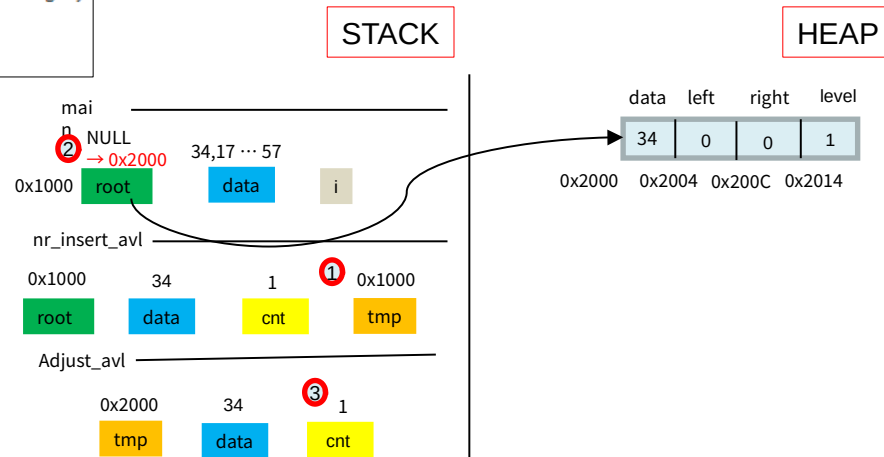 STACK
HEAP
mai
n
2
NULL
→ 0x2000
34,17 ⋯ 57
0x1000
root
data
i
data
left
right
level
34
0
0
1
0x2000
0x2004
0x200C
0x2014
nr_insert_avl
0x1000
34
1
1
0x1000
root
data
cnt
tmp
Adjust_avl
0x2000
34
3
1
tmp
data
cnt